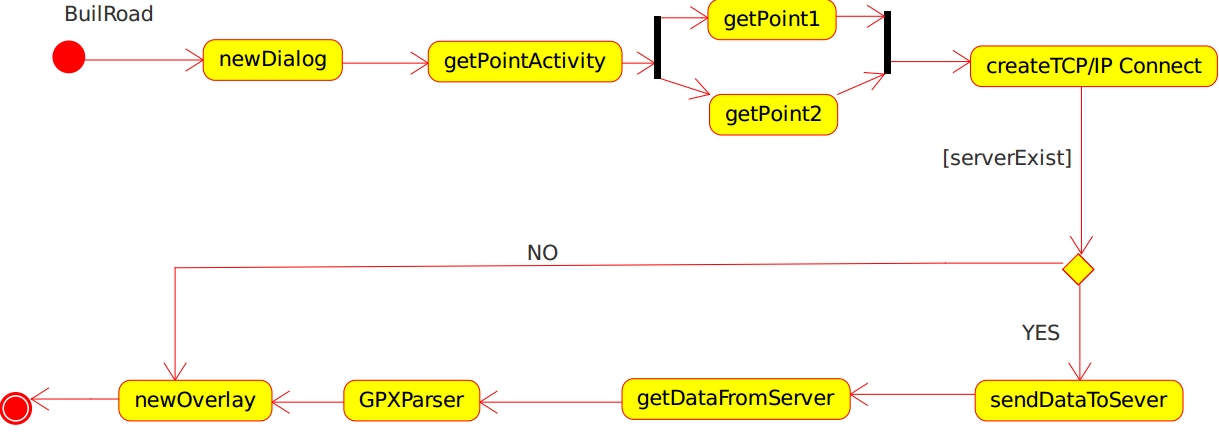 BuilRoad
newDialog
getPointActivity
getPoint1
getPoint2
createTCP/IP Connect
[serverExist]
NO
YES
newOverlay
GPXParser
getDataFromServer
sendDataToSever